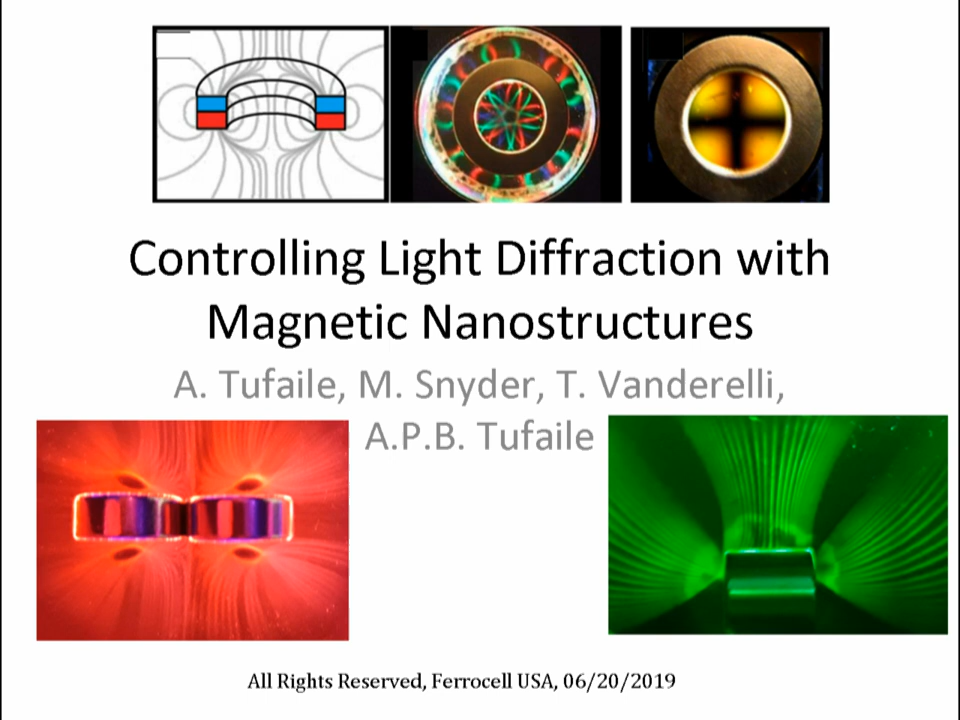 Controlling Light Diffraction with
Magnetic Nanostructures
A. Tufaile, M. Snyder, T. Vanderelli,
A.P.B. Tufaile
All Rights Reserved, Ferrocell USA, 06/20/2019